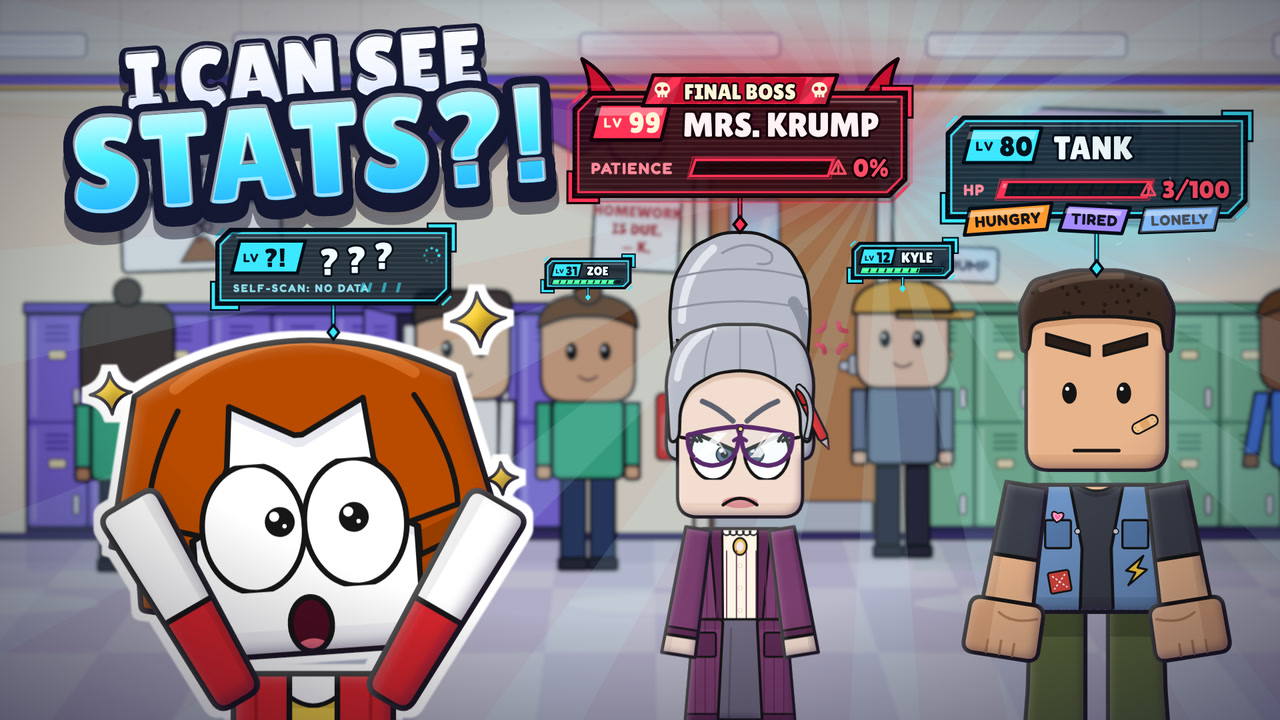 I CAN SEE
STATS?!
FINAL BOSS
LV 99 MRS. KRUMP
PATIENCE 0%
LV 80 TANK
HP 3/100
HUNGRY TIRED LONELY
LV ?! ? ? ?
SELF-SCAN: NO DATA
LV 31 ZOE
LV 12 KYLE
HOMEWORK
IS DUE.
— K.